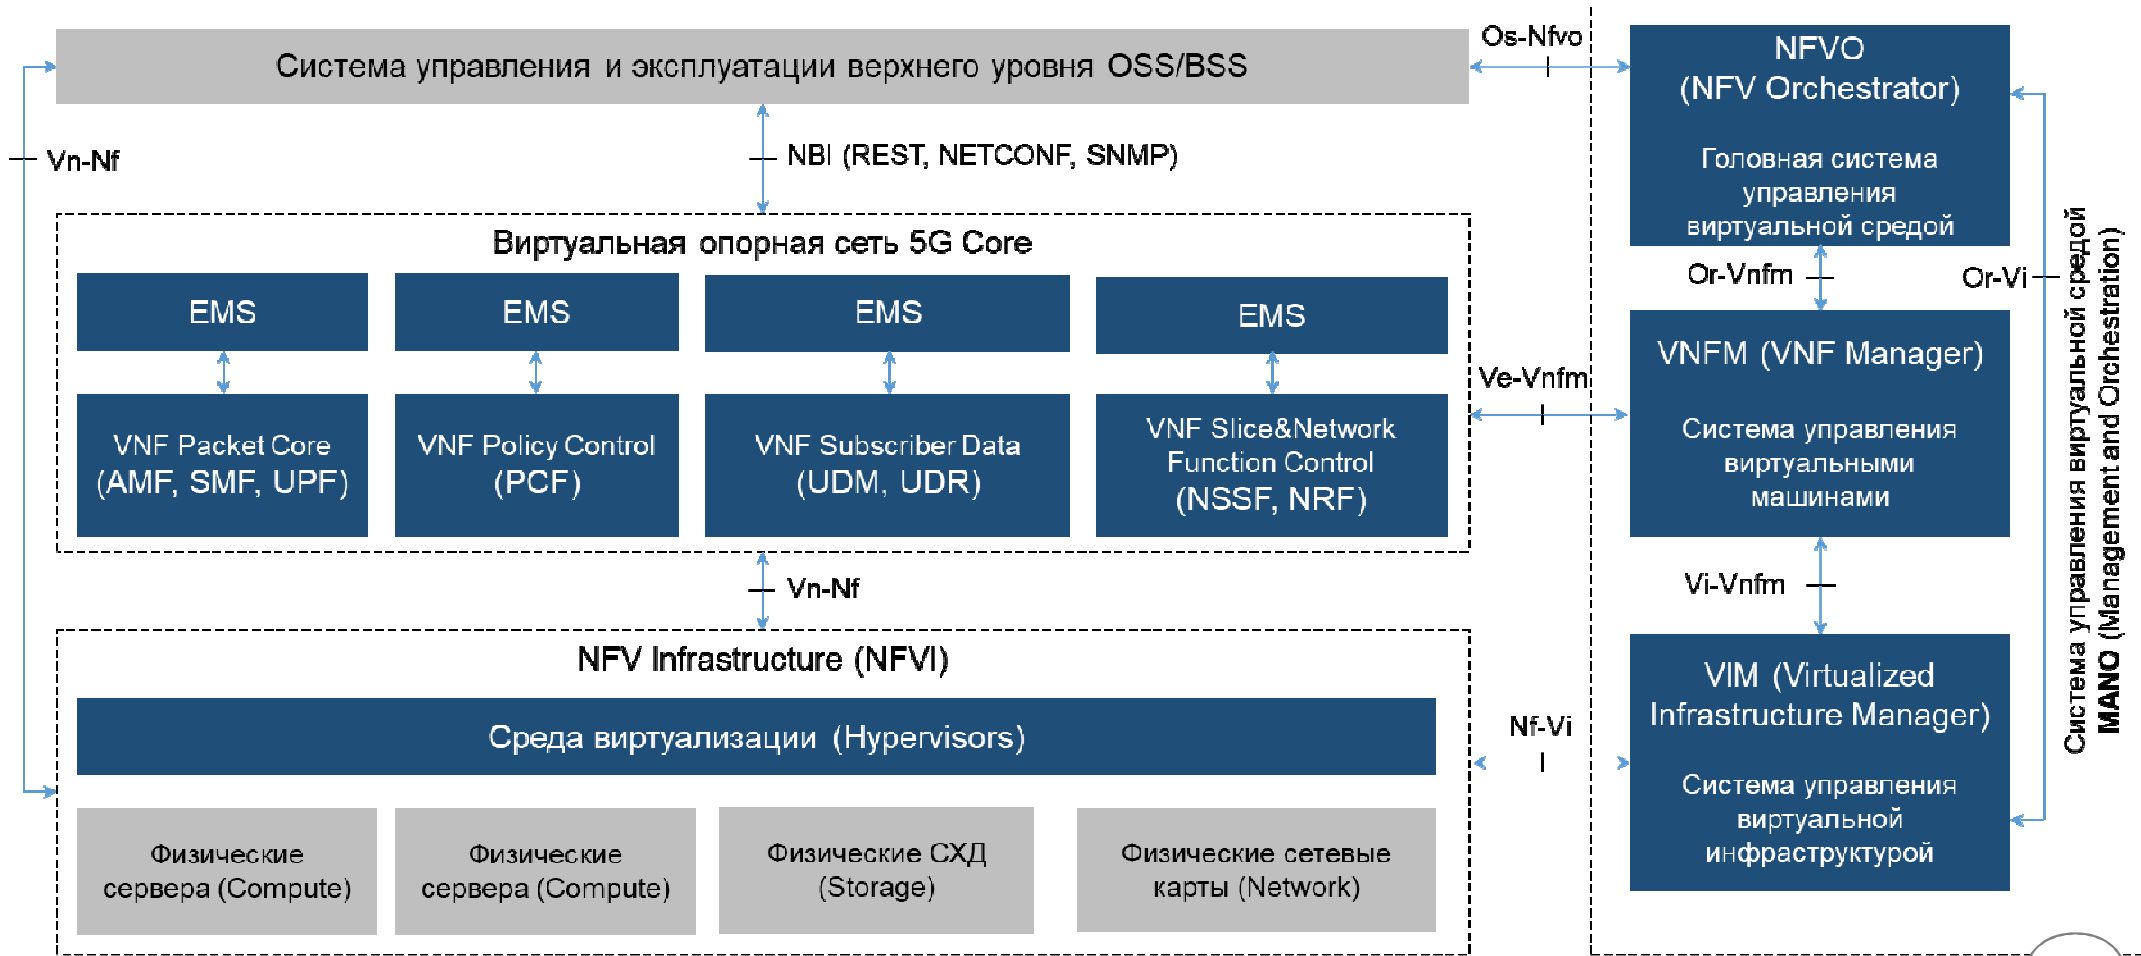 Система управления и эксплуатации верхнего уровня OSS/BSS
Os-Nfvo
Vn-Nf
NBI (REST, NETCONF, SNMP)
Виртуальная опорная сеть 5G Core
EMS
EMS
EMS
EMS
VNF Packet Core
(AMF, SMF, UPF)
VNF Policy Control
(PCF)
VNF Subscriber Data
(UDM, UDR)
VNF Slice&Network
Function Control
(NSSF, NRF)
Ve-Vnfm
Vn-Nf
NFV Infrastructure (NFVI)
Среда виртуализации (Hypervisors)
Nf-Vi
Физические
сервера (Compute)
Физические
сервера (Compute)
Физические СХД
(Storage)
Физические сетевые
карты (Network)
NFVO
(NFV Orchestrator)
Головная система
управления
виртуальной средой
Or-Vnfm
Or-Vi
VNFM (VNF Manager)
Система управления
виртуальными
машинами
Vi-Vnfm
VIM (Virtualized
Infrastructure Manager)
Система управления
виртуальной
инфраструктурой
Система управления виртуальной средой
MANO (Management and Orchestration)